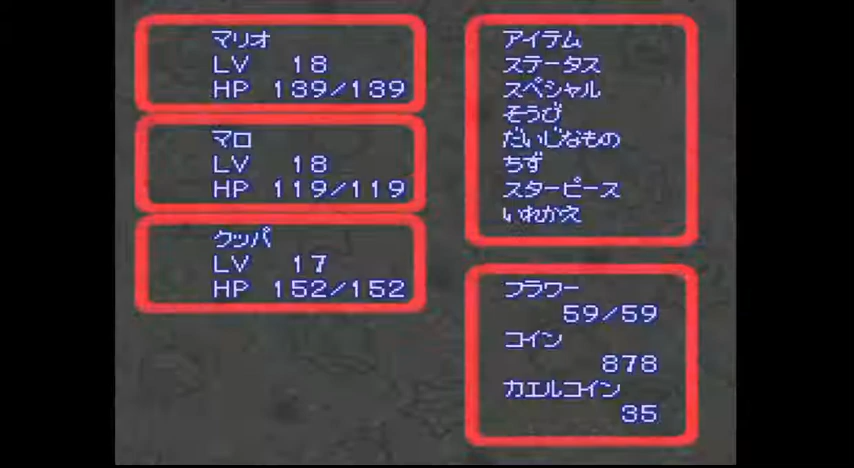 マリオ
LV 18
HP 139/139
マロ
LV 18
HP 119/119
クッパ
LV 17
HP 152/152
アイテム
ステータス
スペシャル
そうび
だいじなもの
ちず
スターピース
いれかえ
フラワー
59/59
コイン
878
カエルコイン
35